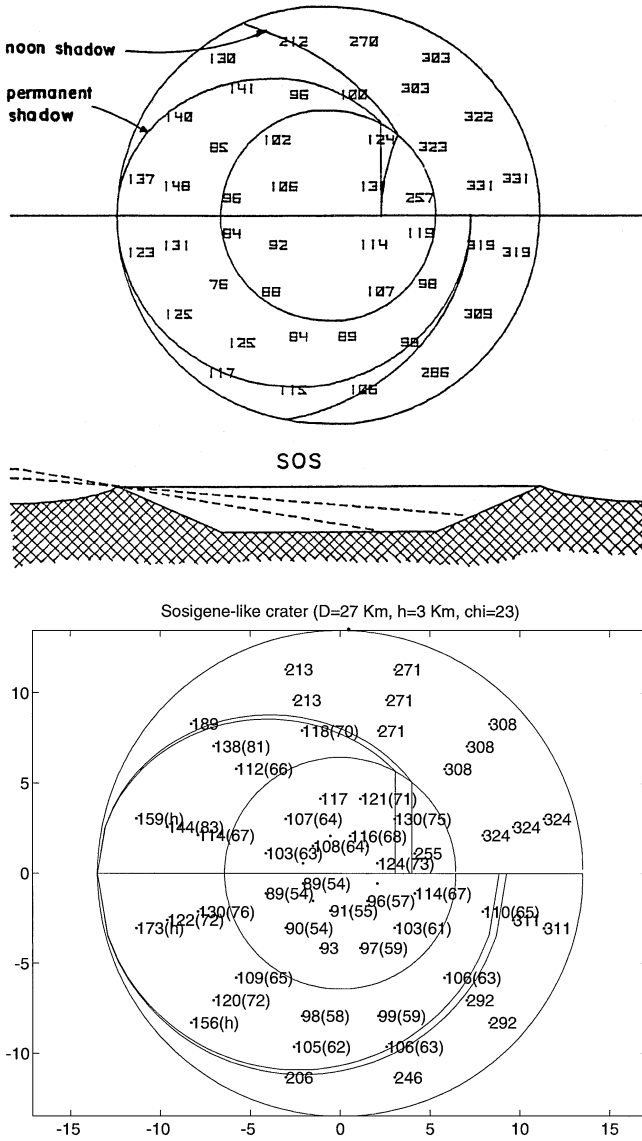 212 270
moon shadow
130 303
141 303
96 100
permanent
shadow
140 322
102 124
85 323
137 331
148 106 131 331
96 257
84 119
131 92 114 319
123 319
76 98
88 107
125 309
84 89
125 98
117 286
112 106
SOS
Sosigene-like crater (D=27 Km, h=3 Km, chi=23)
213 271
10
213 271
189 118(70) 271 308
138(81) 308
112(66) 308
5
117 121(71)
159(h) 107(64) 130(75) 324
144(83) 324
114(67) 116(68) 324
108(64)
103(63) 255
124(73)
0
89(54)
89(54) 114(67)
96(57)
130(76) 91(55) 110(65)
122(72) 311
173(h) 90(54) 103(61) 311
93 97(59)
-5
109(65) 106(63)
120(72) 292
156(h) 98(58) 99(59) 292
105(62) 106(63)
-10
206 246
-15 -10 -5 0 5 10 15